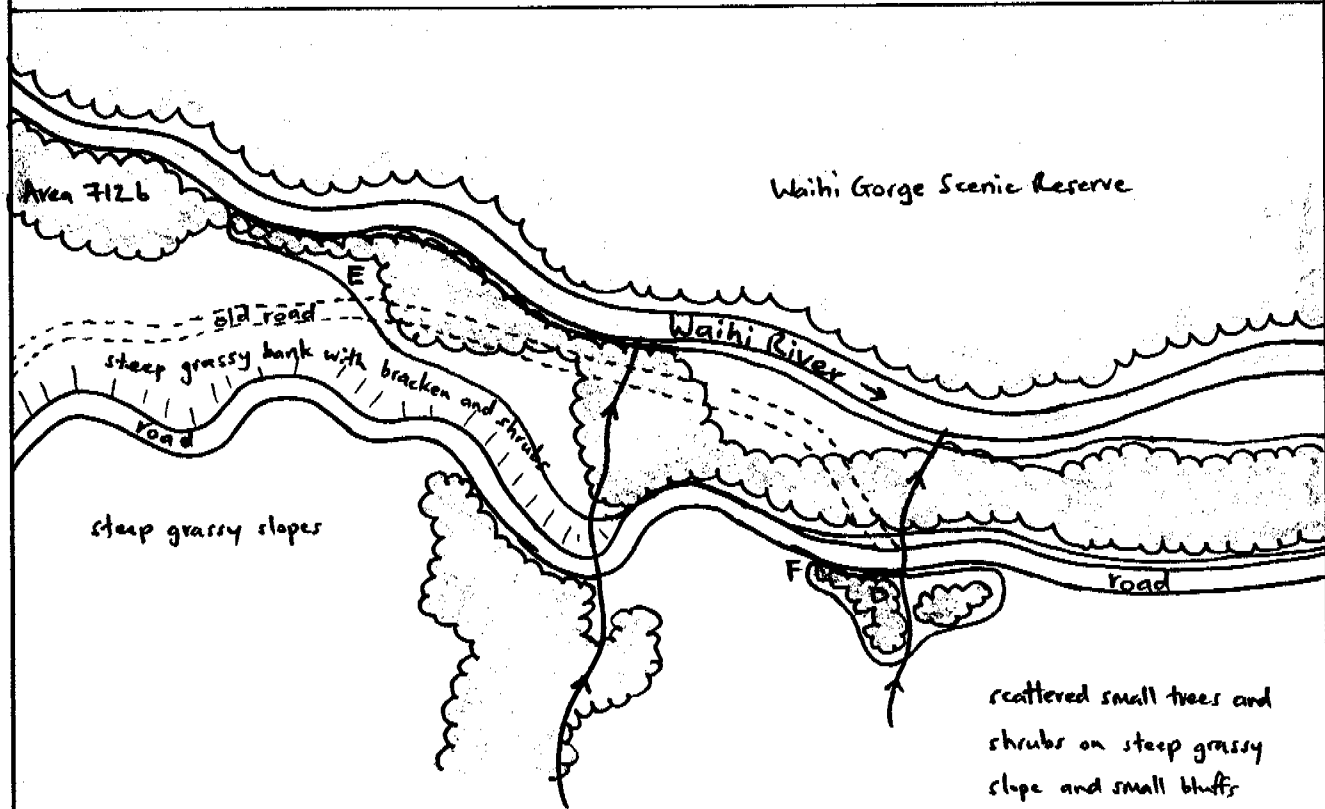 Waihi Gorge Scenic Reserve
Area 712b
E
old road
Waihi River
steep grassy bank with bracken and shrubs
road
steep grassy slopes
F
D
road
scattered small trees and
shrubs on steep grassy
slope and small bluffs